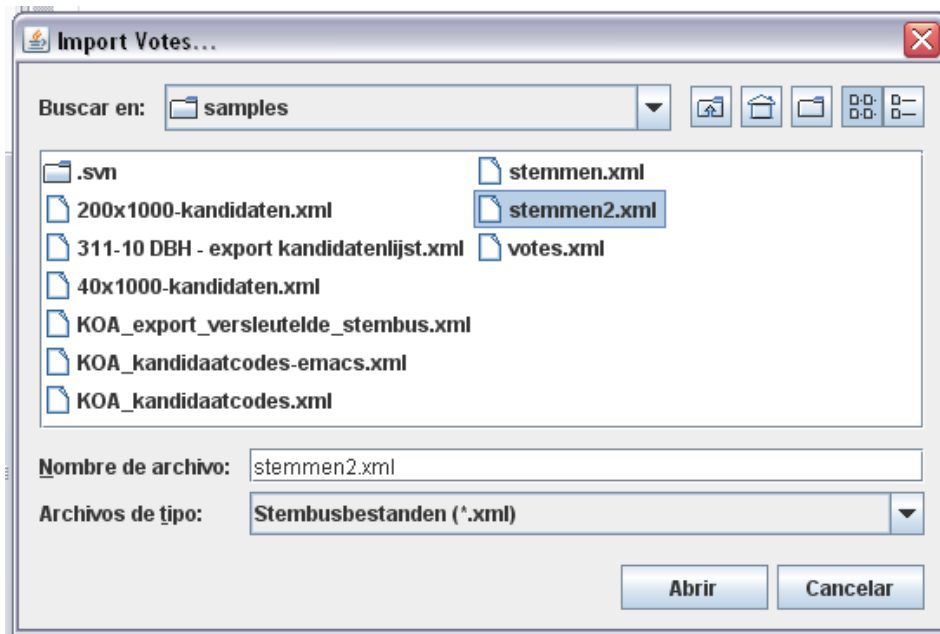 Import Votes...
Buscar en: samples
.svn
200x1000-kandidaten.xml
311-10 DBH - export kandidatenlijst.xml
40x1000-kandidaten.xml
KOA_export_versleutelde_stembus.xml
KOA_kandidaatcodes-emacs.xml
KOA_kandidaatcodes.xml
stemmen.xml
stemmen2.xml
votes.xml
Nombre de archivo: stemmen2.xml
Archivos de tipo: Stembusbestanden (*.xml)
Abrir Cancelar